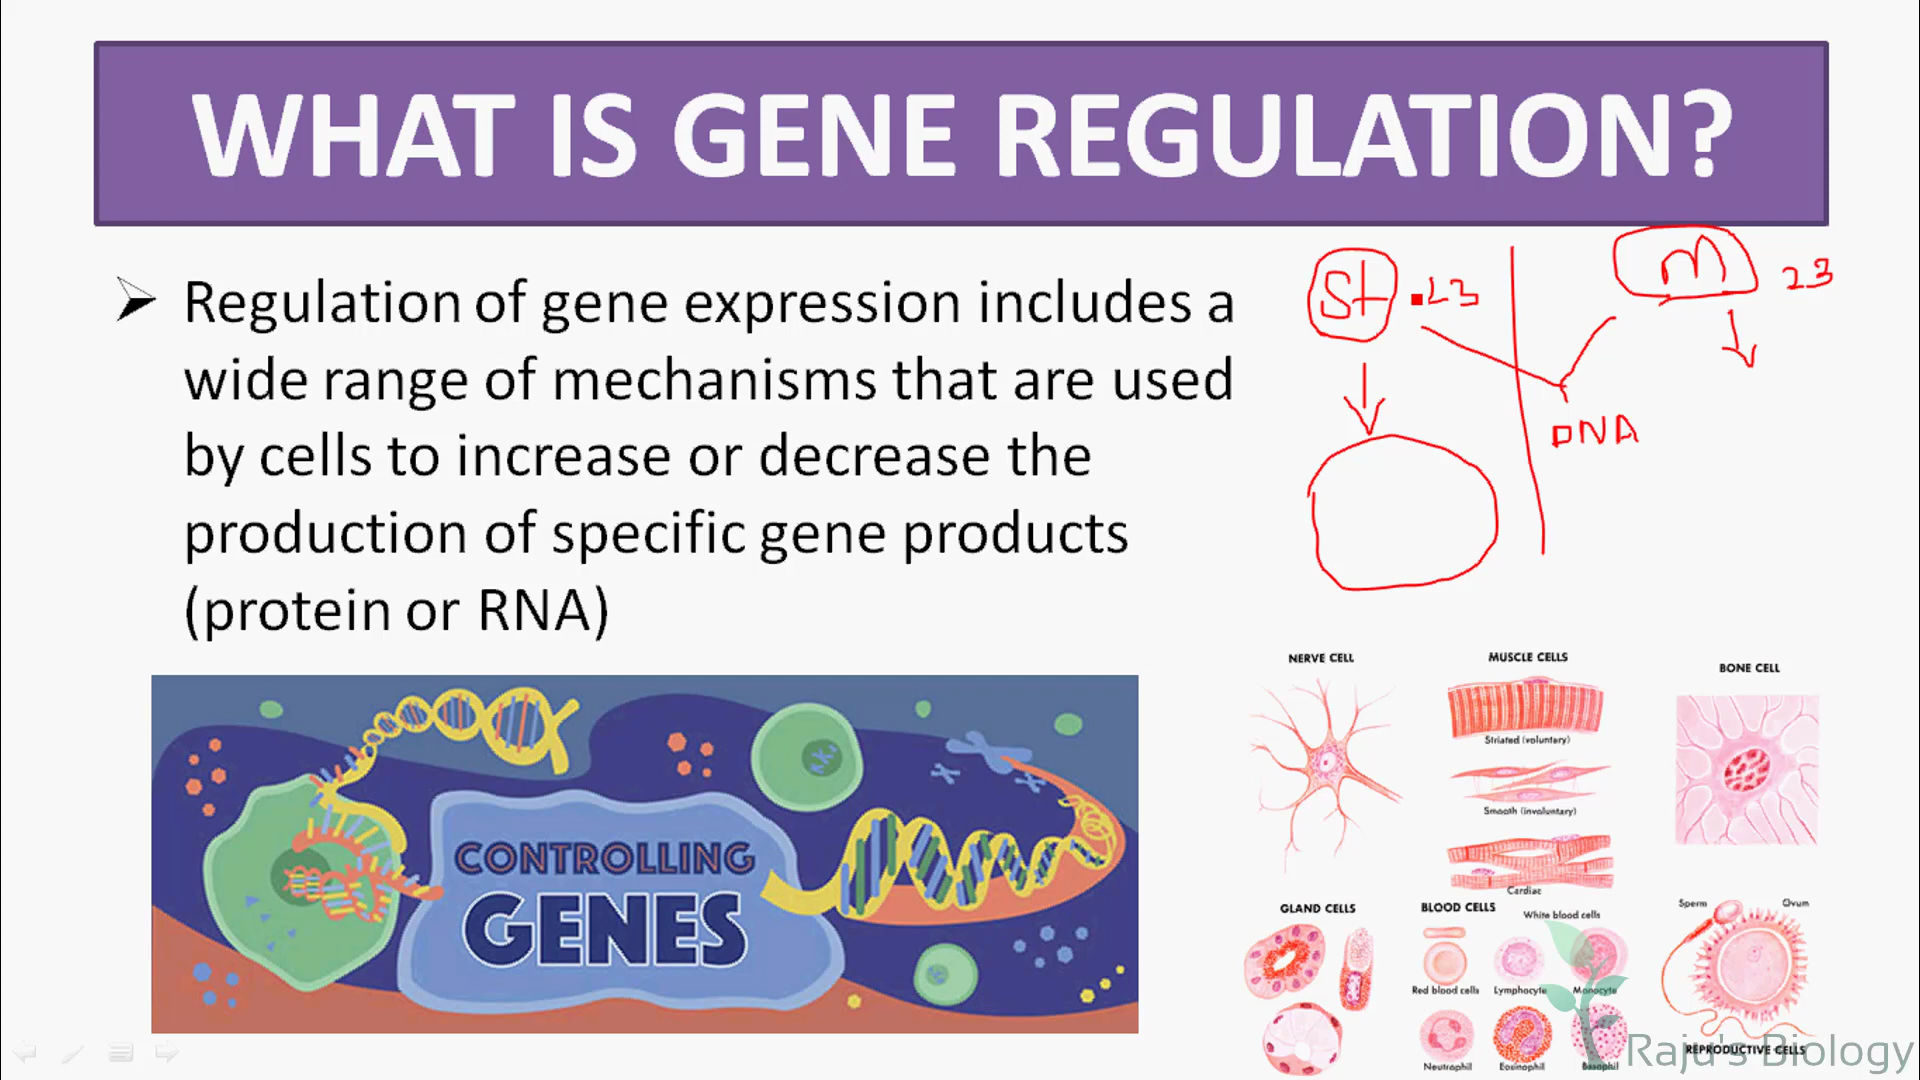 WHAT IS GENE REGULATION?
Regulation of gene expression includes a
wide range of mechanisms that are used
by cells to increase or decrease the
production of specific gene products
(protein or RNA)
St
23
M
23
DNA
CONTROLLING
GENES
NERVE CELL
MUSCLE CELLS
BONE CELL
Striated (voluntary)
Smooth (involuntary)
Cardiac
GLAND CELLS
BLOOD CELLS
White blood cells
Red blood cells
Lymphocyte
Monocyte
Neutrophil
Eosinophil
Basophil
Sperm
Ovum
REPRODUCTIVE CELLS
Raju's Biology